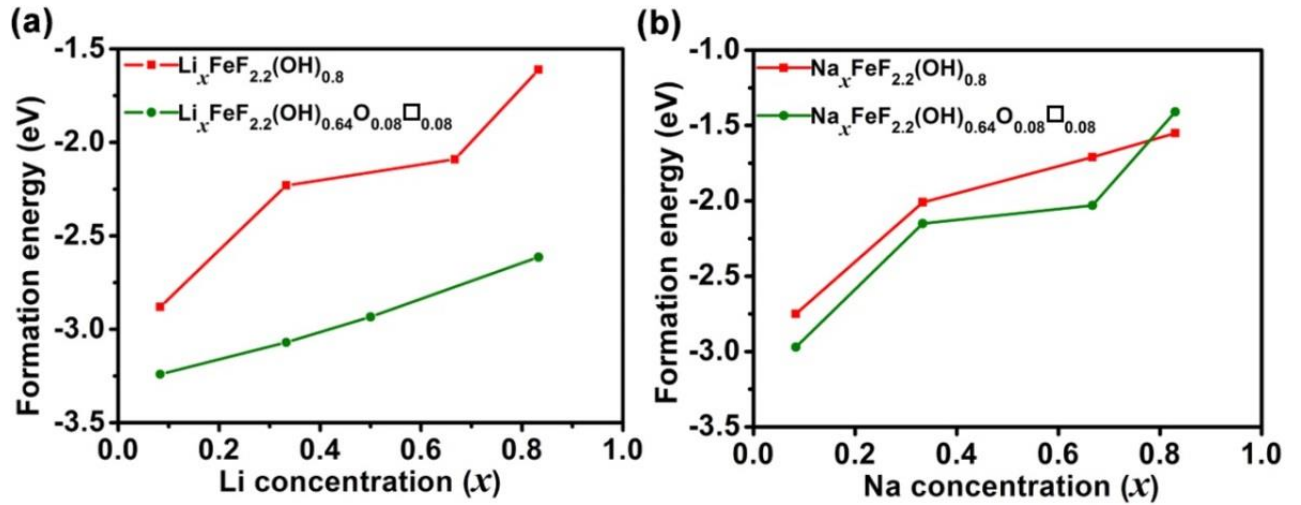 (a)
Formation energy (eV)
-1.5
-2.0
-2.5
-3.0
-3.5
LiₓFeF₂.₂(OH)₀.₈
LiₓFeF₂.₂(OH)₀.₆₄O₀.₀₈□₀.₀₈
0.0 0.2 0.4 0.6 0.8 1.0
Li concentration (x)
(b)
Formation energy (eV)
-1.0
-1.5
-2.0
-2.5
-3.0
-3.5
NaₓFeF₂.₂(OH)₀.₈
NaₓFeF₂.₂(OH)₀.₆₄O₀.₀₈□₀.₀₈
0.0 0.2 0.4 0.6 0.8 1.0
Na concentration (x)